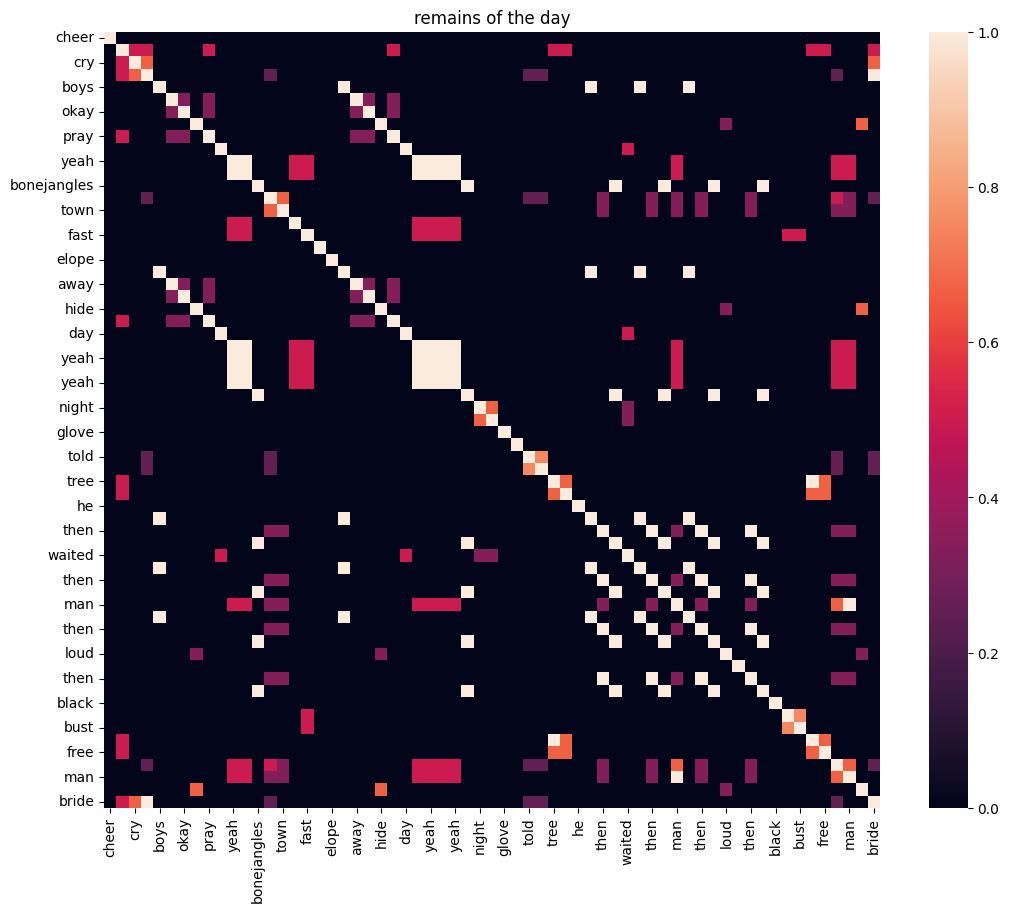 remains of the day
cheer
cry
boys
okay
pray
yeah
bonejangles
town
fast
elope
away
hide
day
yeah
yeah
night
glove
told
tree
he
then
waited
then
man
then
loud
then
black
bust
free
man
bride
1.0
0.8
0.6
0.4
0.2
0.0
cheer
cry
boys
okay
pray
yeah
bonejangles
town
fast
elope
away
hide
day
yeah
yeah
night
glove
told
tree
he
then
waited
then
man
then
loud
then
black
bust
free
man
bride